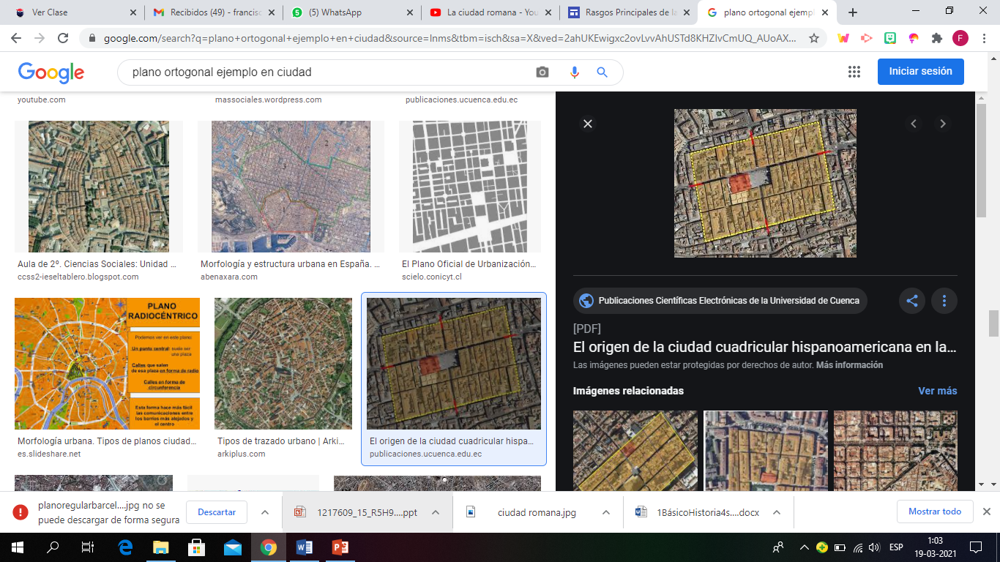 Ver Clase
Recibidos (49) - francisc
(5) WhatsApp
La ciudad romana - You
Rasgos Principales de la
plano ortogonal ejempl
google.com/search?q=plano+ortogonal+ejemplo+en+ciudad&source=lnms&tbm=isch&sa=X&ved=2ahUKEwigxc2ovLvvAhUSTd8KHZIvCmUQ_AUoAX...
F
Google
plano ortogonal ejemplo en ciudad
Iniciar sesión
youtube.com
massociales.wordpress.com
publicaciones.ucuenca.edu.ec
Aula de 2º. Ciencias Sociales: Unidad ...
ccss2-ieseltablero.blogspot.com
Morfología y estructura urbana en España. ...
abenaxara.com
El Plano Oficial de Urbanización...
scielo.conicyt.cl
PLANO
RADIOCÉNTRICO
Podemos ver en este plano:
Un punto central: suele ser
una plaza
Calles que salen
de esa plaza en forma de radio
Calles en forma de
circunferencia
Esta forma hace más fácil
las comunicaciones entre
los barrios más alejados y
el centro
Morfología urbana. Tipos de planos ciudad...
es.slideshare.net
Tipos de trazado urbano | Arki...
arkiplus.com
El origen de la ciudad cuadricular hispa...
publicaciones.ucuenca.edu.ec
Publicaciones Científicas Electrónicas de la Universidad de Cuenca
[PDF]
El origen de la ciudad cuadricular hispanoamericana en la...
Las imágenes pueden estar protegidas por derechos de autor. Más información
Imágenes relacionadas
Ver más
planoregularbarcel....jpg no se
puede descargar de forma segura
Descartar
1217609_15_R5H9....ppt
ciudad romana.jpg
1BásicoHistoria4s....docx
Mostrar todo
ESP
1:03
19-03-2021